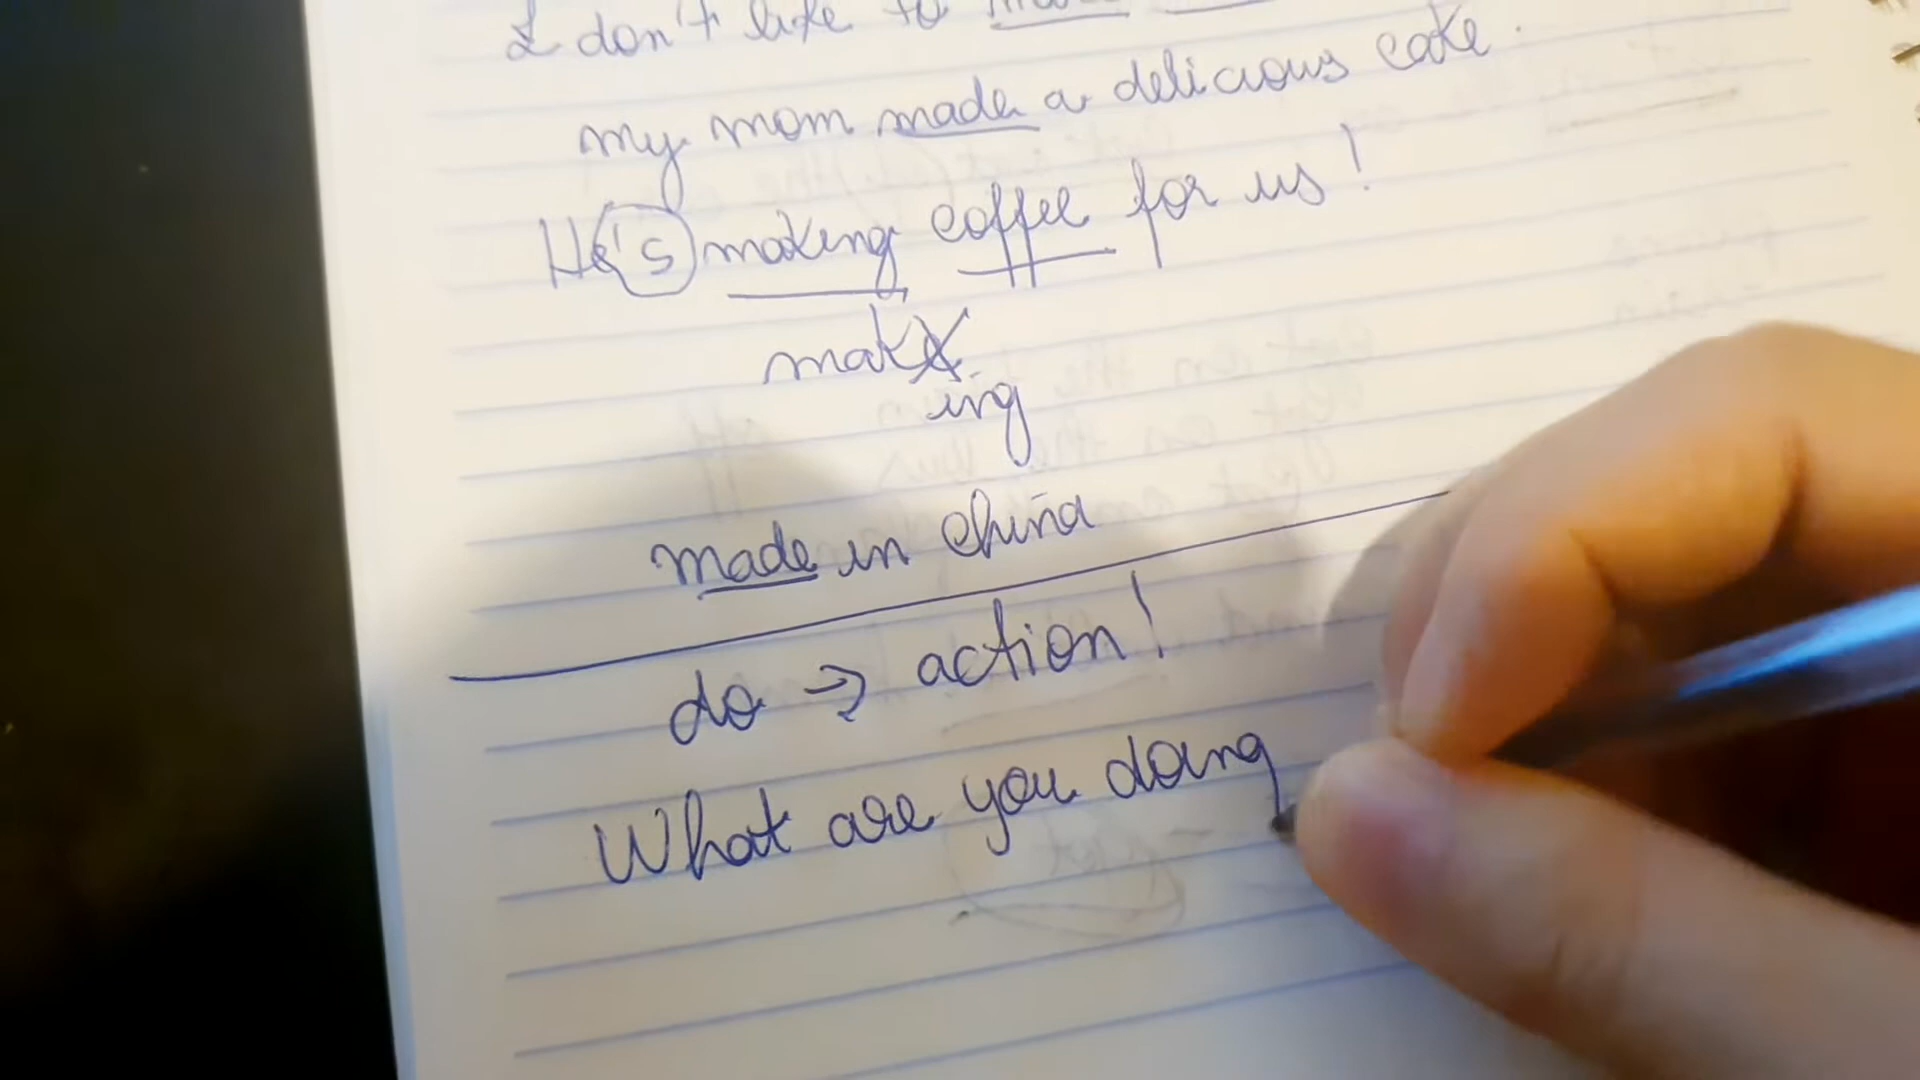 I don't like to
my mom made a delicious cake.
He's making coffee for us!
make
ing
made in china
do → action!
What are you doing